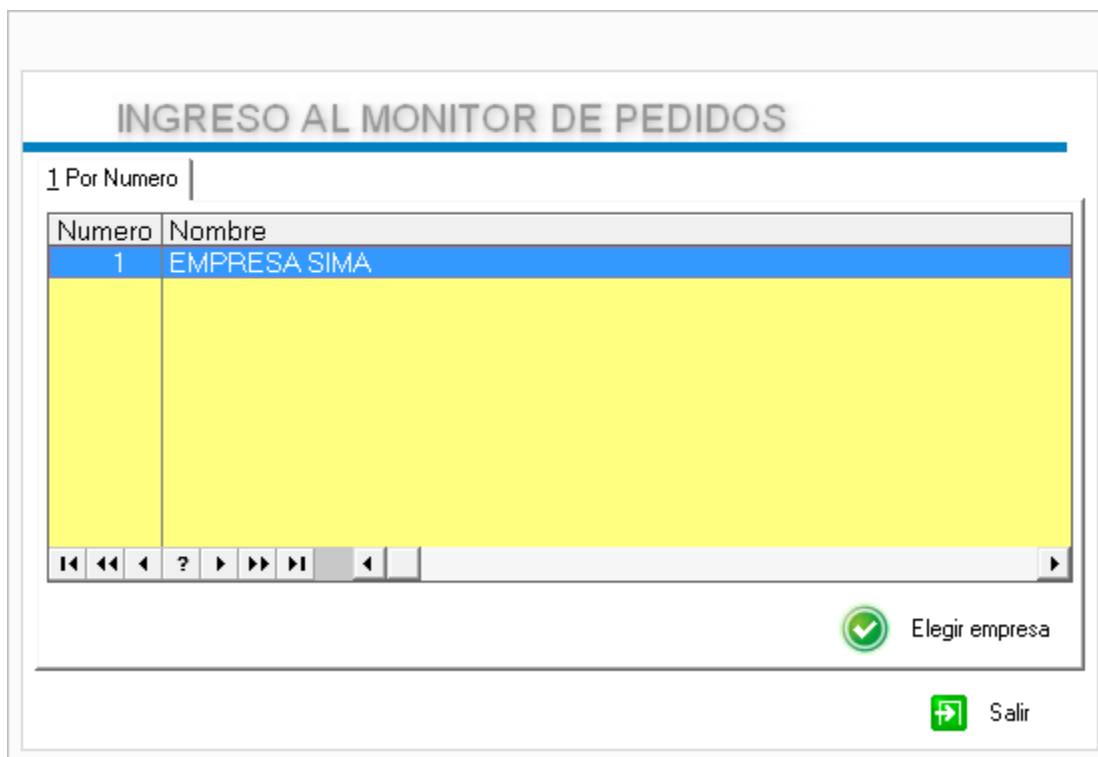 INGRESO AL MONITOR DE PEDIDOS
1 Por Numero
Numero Nombre
1 EMPRESA SIMA
?
Elegir empresa
Salir